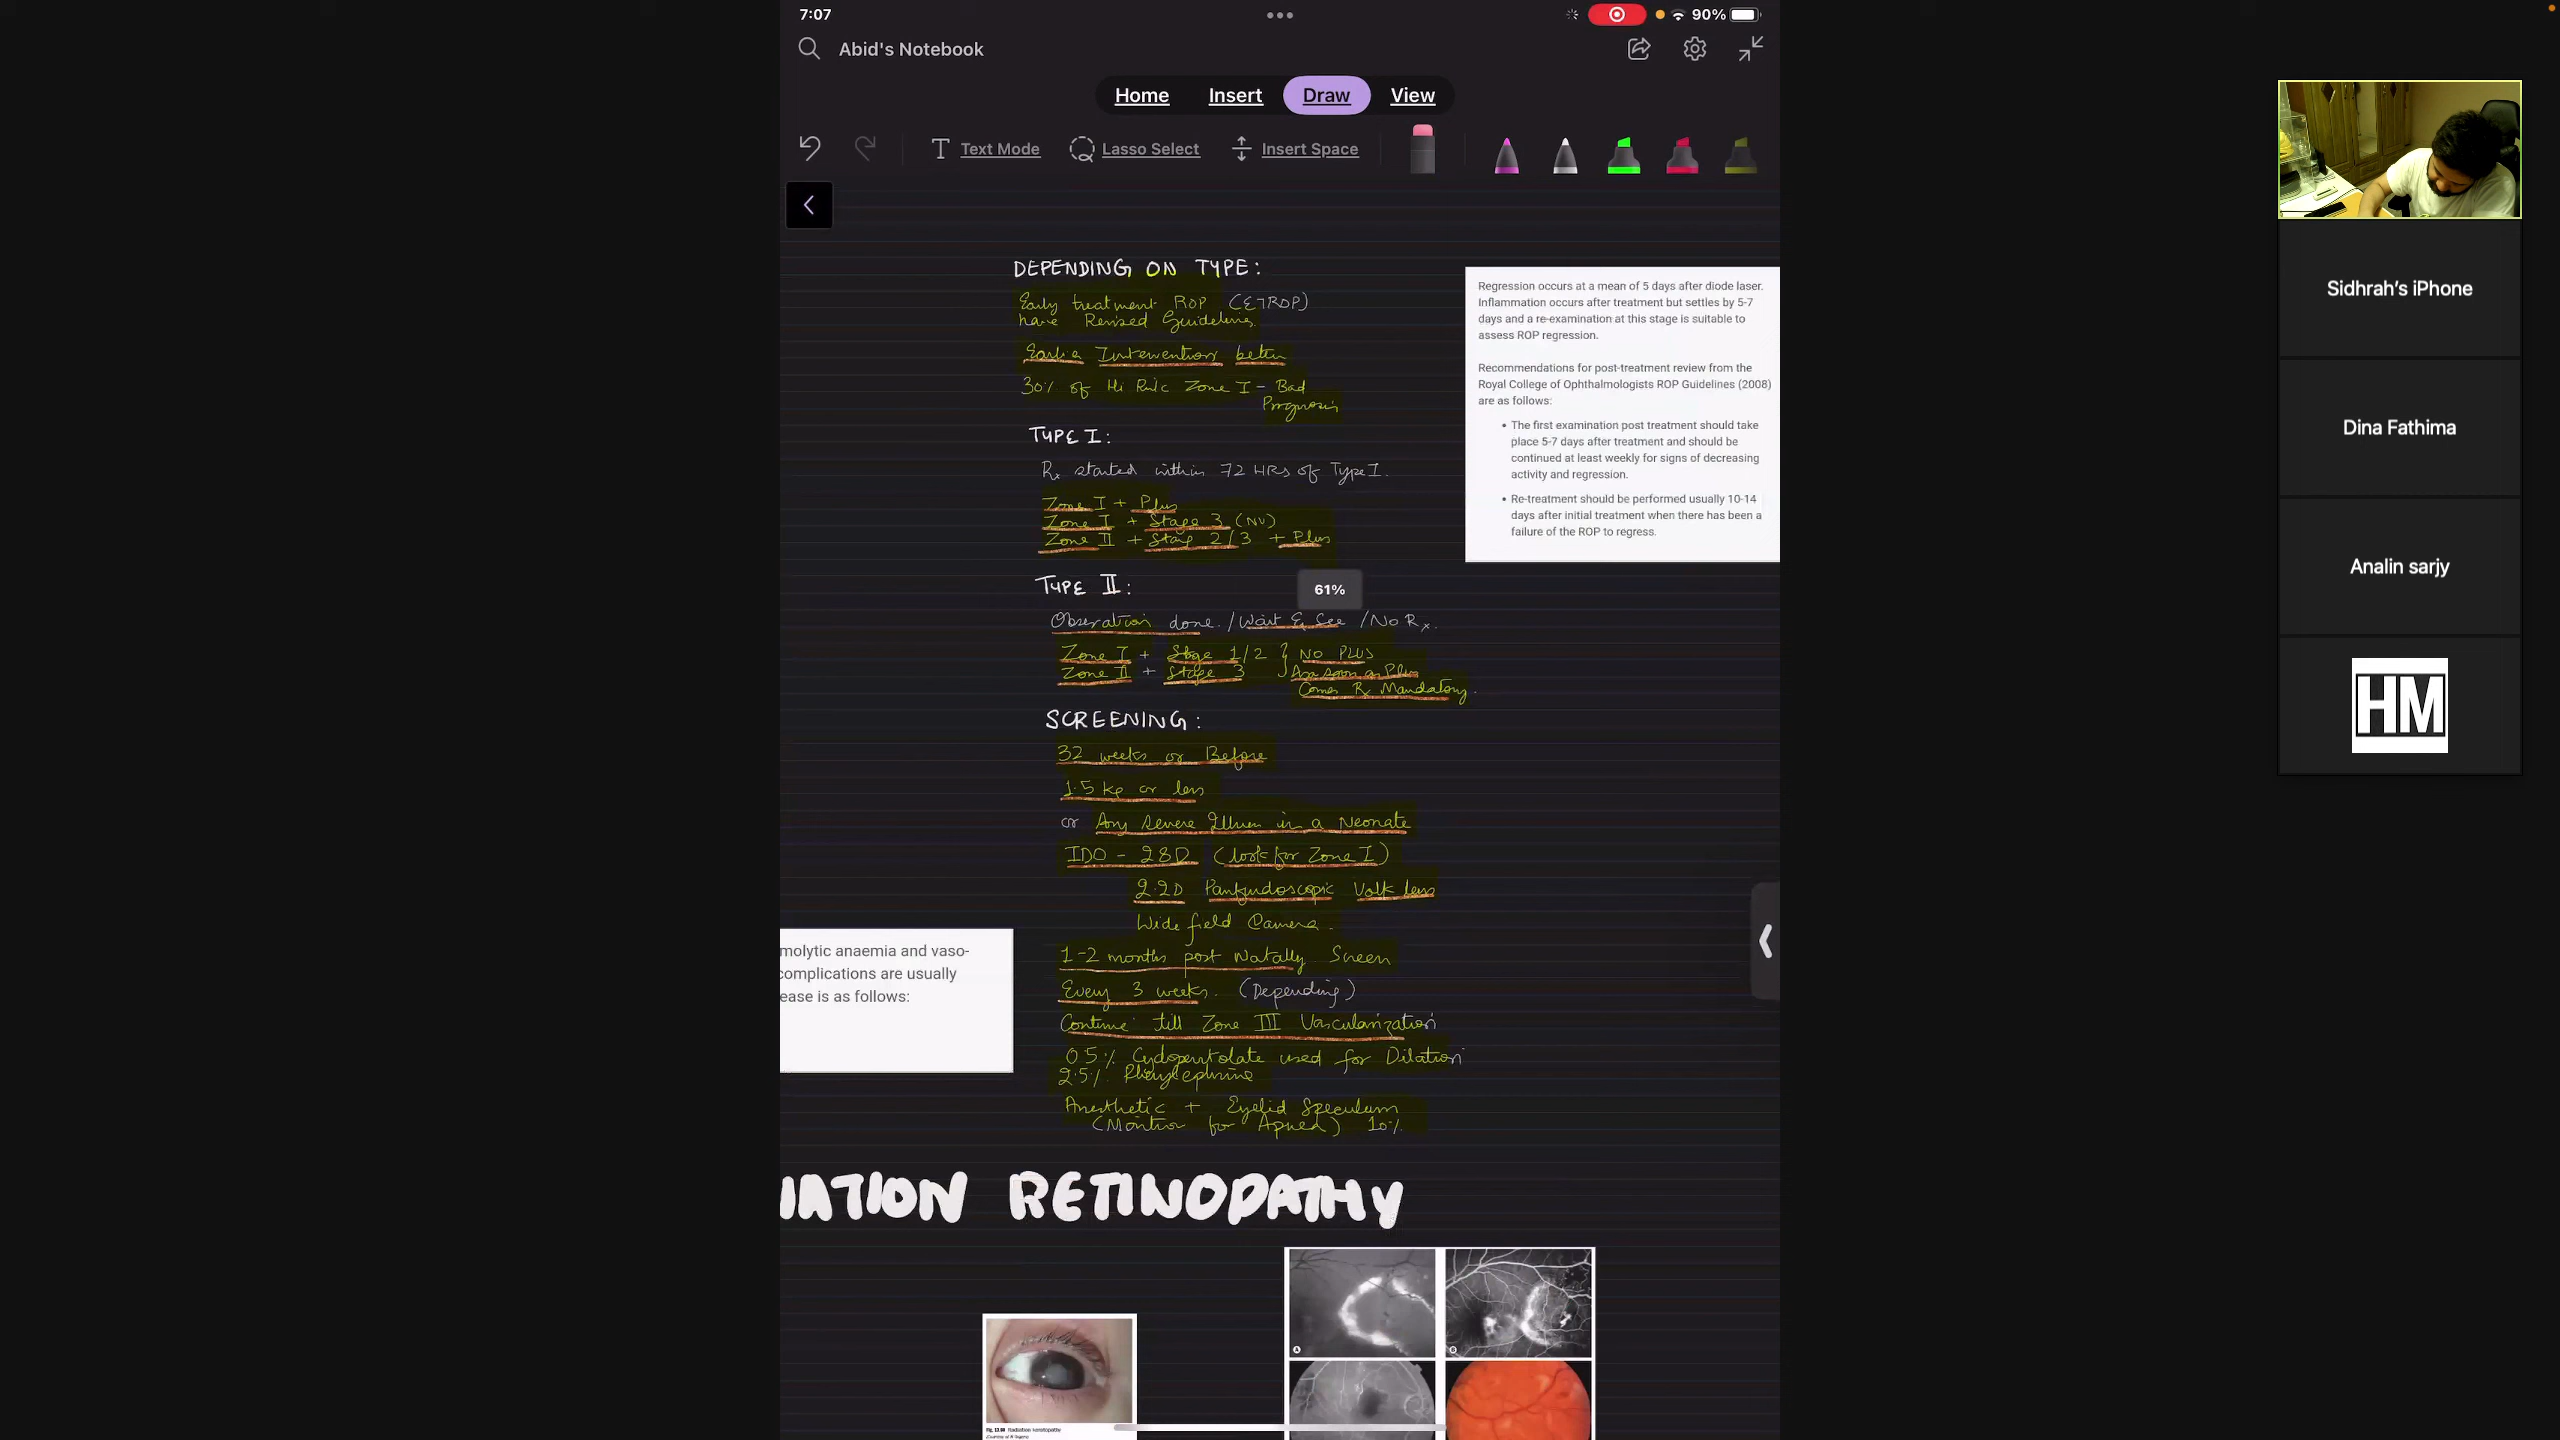 7:07
90%
Abid's Notebook
Home Insert Draw View
Text Mode Lasso Select Insert Space
DEPENDING ON TYPE:
Early treatment ROP (ETROP)
have Revised Guidelines.
Earlier Intervention better
30% of Hi Risk Zone I - Bad
Prognosis
TYPE I:
Rx started within 72 HRs of Type I.
Zone I + Plus
Zone I + Stage 3 (NV)
Zone II + Stage 2/3 + Plus
TYPE II:
61%
Observation done. / Wait & See / No Rx.
Zone I + Stage 1/2 } NO PLUS
Zone II + Stage 3 As soon as Plus
Comes Rx Mandatory.
SCREENING:
32 weeks or Before
1.5 kg or less
or Any severe Illness in a Neonate
IDO - 28D (look for Zone I)
2.2D Panfundoscopic Volk lens
Wide field Camera.
1-2 months post Natally Screen
Every 3 weeks. (Depending)
Continue till Zone III Vascularization
0.5% Cyclopentolate used for Dilation
2.5% Phenylephrine
Anesthetic + Eyelid Speculum
(Monitor for Apnea) 10%.
Regression occurs at a mean of 5 days after diode laser.
Inflammation occurs after treatment but settles by 5-7
days and a re-examination at this stage is suitable to
assess ROP regression.
Recommendations for post-treatment review from the
Royal College of Ophthalmologists ROP Guidelines (2008)
are as follows:
• The first examination post treatment should take
place 5-7 days after treatment and should be
continued at least weekly for signs of decreasing
activity and regression.
• Re-treatment should be performed usually 10-14
days after initial treatment when there has been a
failure of the ROP to regress.
molytic anaemia and vaso-
complications are usually
ease is as follows:
IATION RETINOPATHY
A
B
Radiation keratopathy
Sidhrah's iPhone
Dina Fathima
Analin sarjy
HM